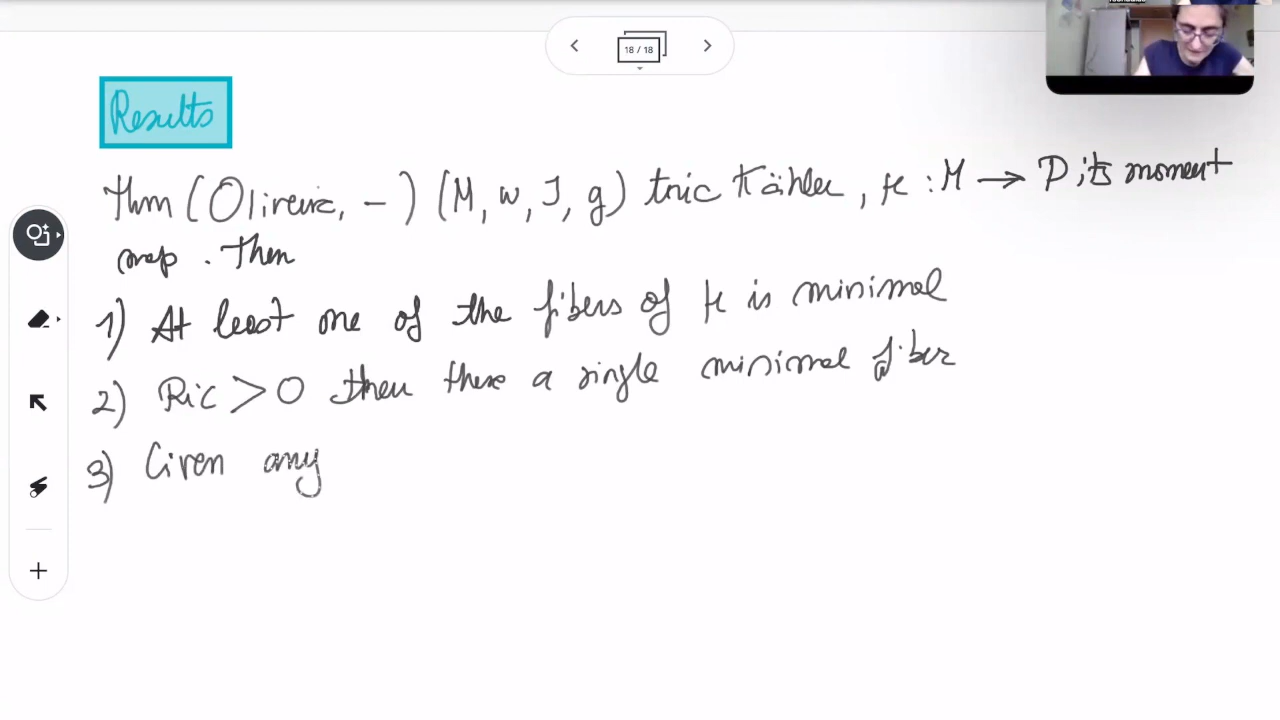 18 / 18
Results
thm (Oliveira, –) (M, w, J, g) toric Kähler, μ : M → P its moment
map. Then
1) At least one of the fibers of μ is minimal
2) Ric > 0 then there a single minimal fiber
3) Given any